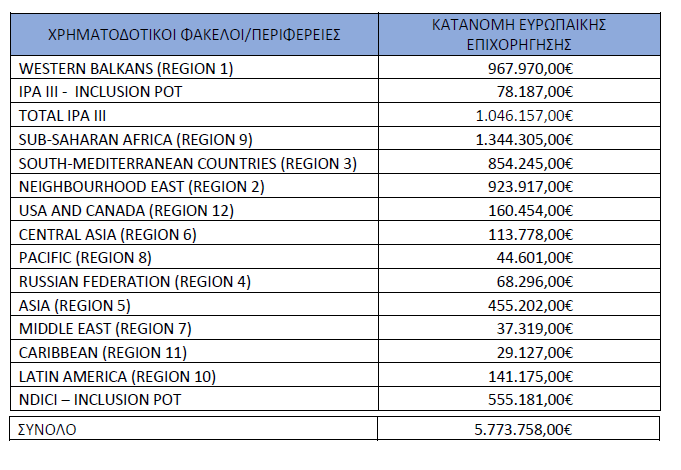 ΧΡΗΜΑΤΟΔΟΤΙΚΟΙ ΦΑΚΕΛΟΙ/ΠΕΡΙΦΕΡΕΙΕΣ
ΚΑΤΑΝΟΜΗ ΕΥΡΩΠΑΙΚΗΣ
ΕΠΙΧΟΡΗΓΗΣΗΣ
WESTERN BALKANS (REGION 1) 967.970,00€
IPA III - INCLUSION POT 78.187,00€
TOTAL IPA III 1.046.157,00€
SUB-SAHARAN AFRICA (REGION 9) 1.344.305,00€
SOUTH-MEDITERRANEAN COUNTRIES (REGION 3) 854.245,00€
NEIGHBOURHOOD EAST (REGION 2) 923.917,00€
USA AND CANADA (REGION 12) 160.454,00€
CENTRAL ASIA (REGION 6) 113.778,00€
PACIFIC (REGION 8) 44.601,00€
RUSSIAN FEDERATION (REGION 4) 68.296,00€
ASIA (REGION 5) 455.202,00€
MIDDLE EAST (REGION 7) 37.319,00€
CARIBBEAN (REGION 11) 29.127,00€
LATIN AMERICA (REGION 10) 141.175,00€
NDICI – INCLUSION POT 555.181,00€
ΣΥΝΟΛΟ 5.773.758,00€